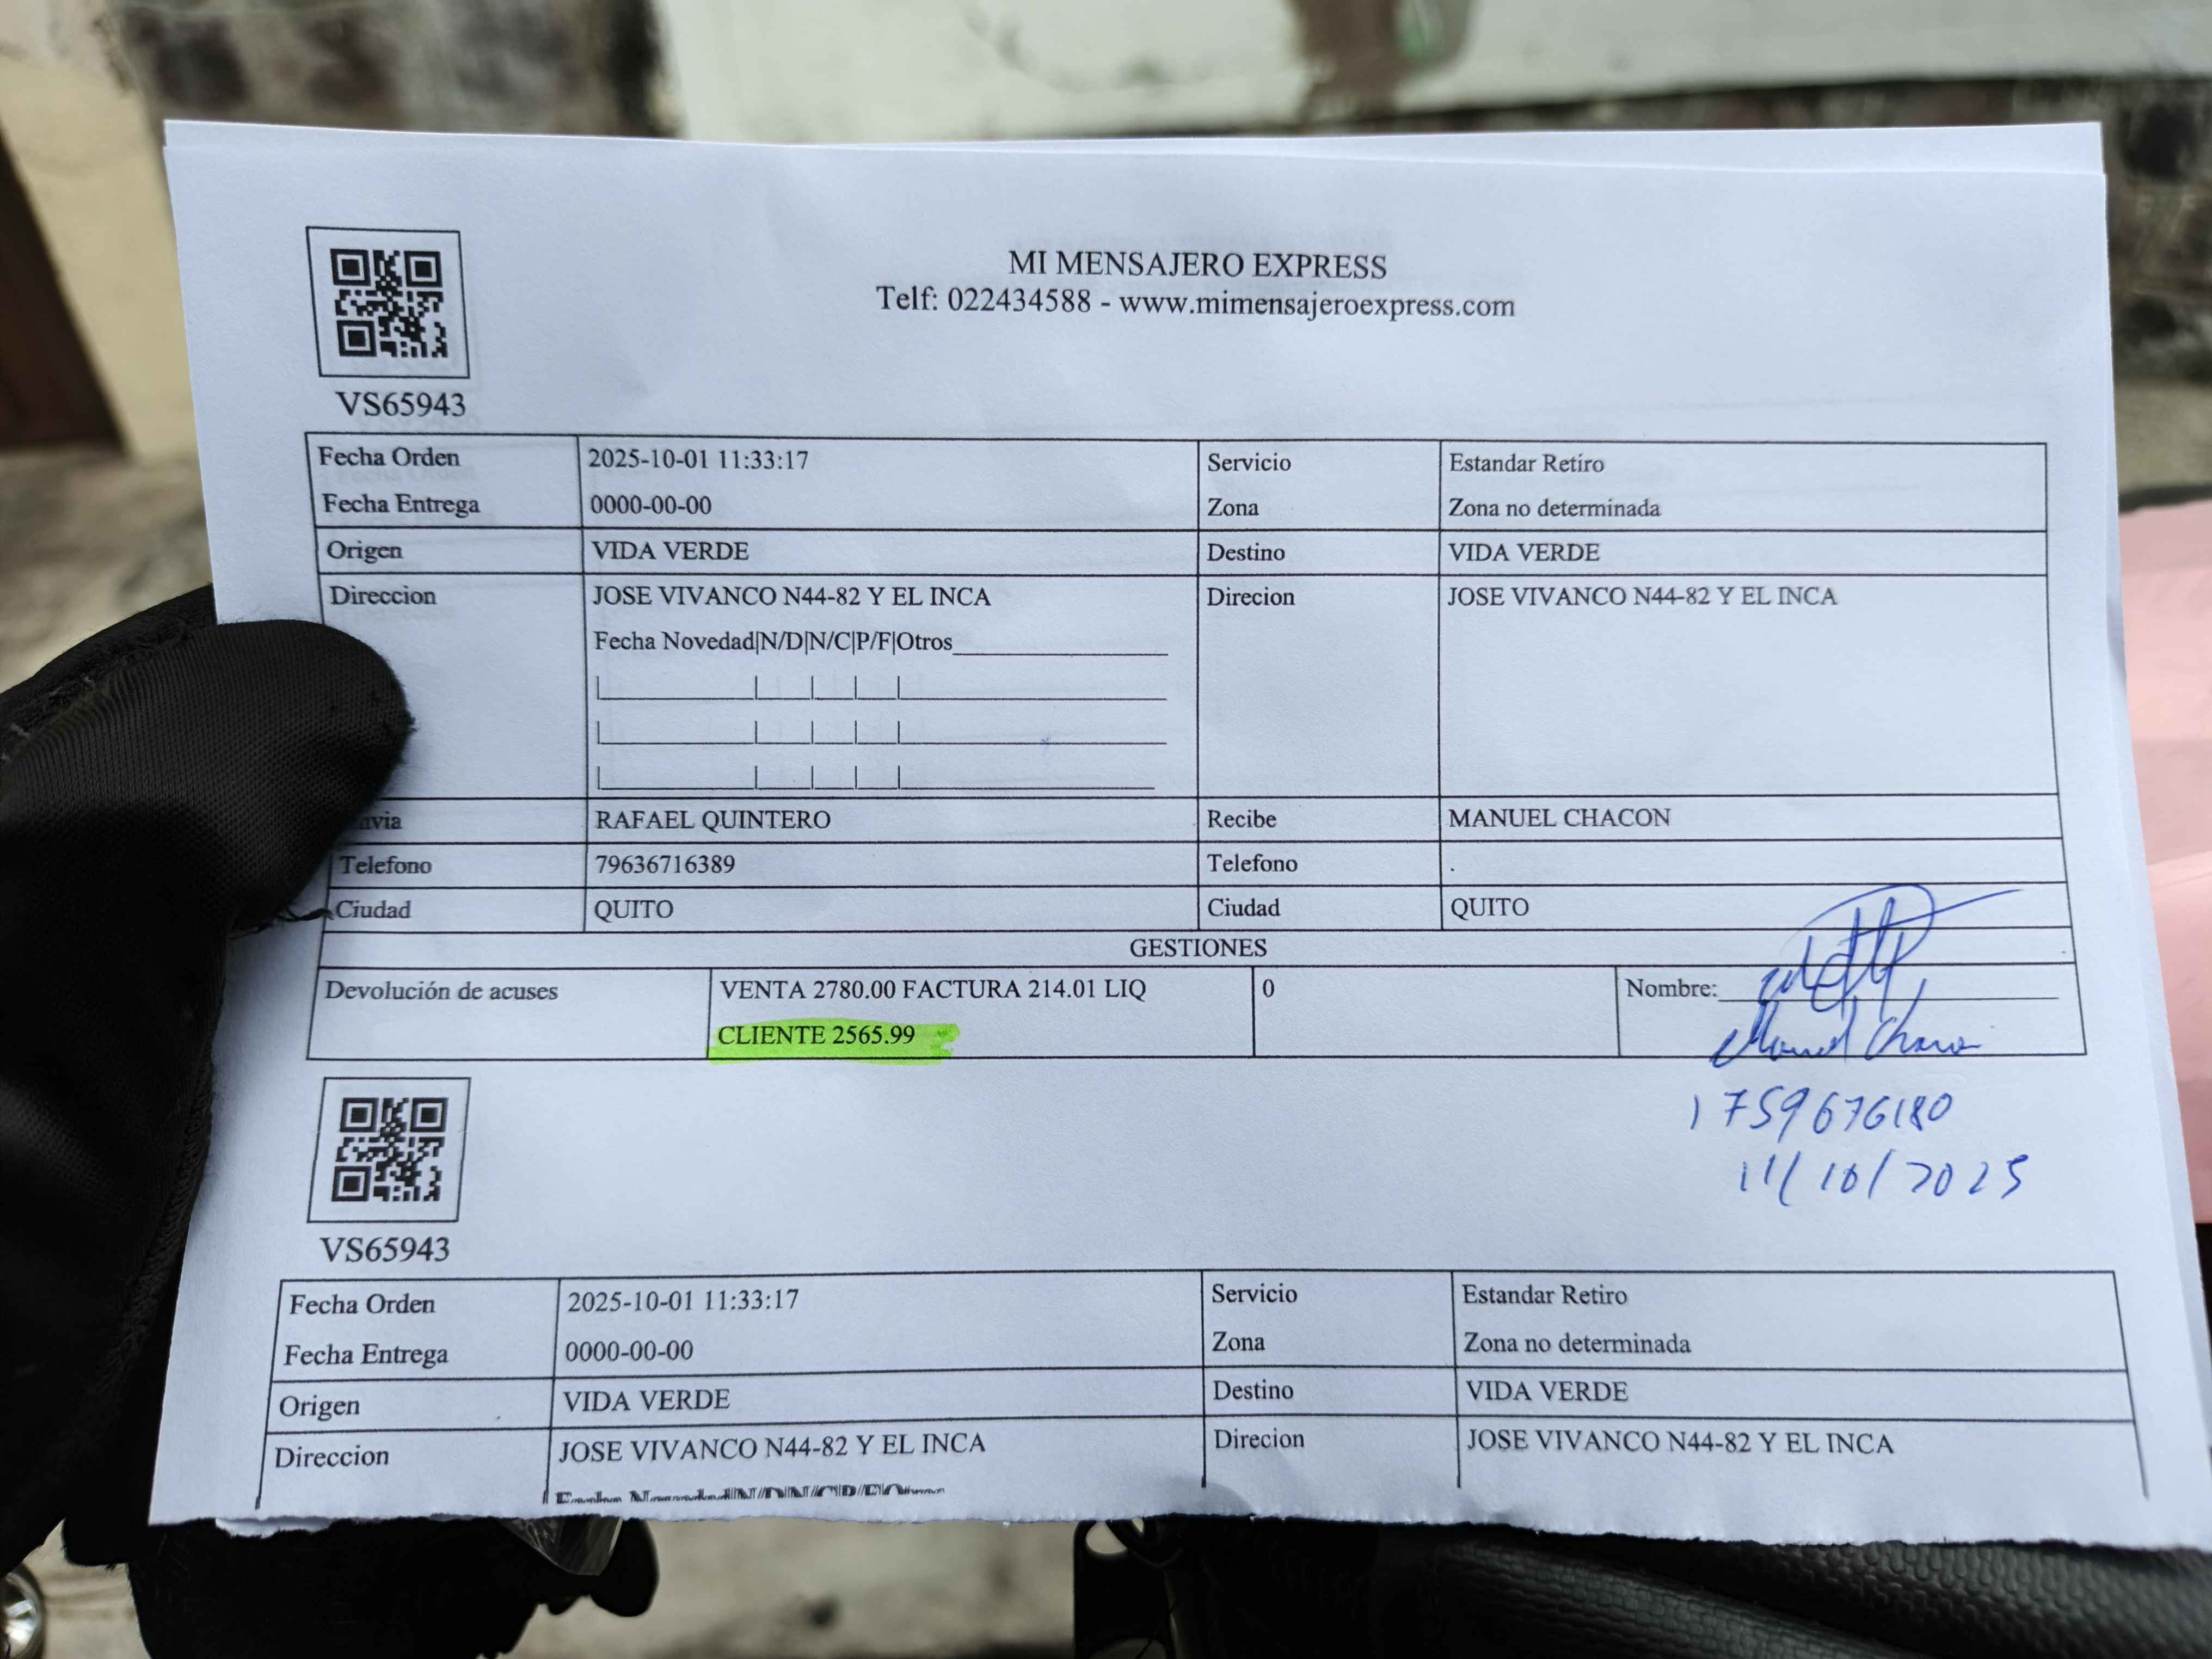 MI MENSAJERO EXPRESS
Telf: 022434588 - www.mimensajeroexpress.com
VS65943
Fecha Orden 2025-10-01 11:33:17 Servicio Estandar Retiro
Fecha Entrega 0000-00-00 Zona Zona no determinada
Origen VIDA VERDE Destino VIDA VERDE
Direccion JOSE VIVANCO N44-82 Y EL INCA Direcion JOSE VIVANCO N44-82 Y EL INCA
Fecha Novedad|N/D|N/C|P/F|Otros
RAFAEL QUINTERO Recibe MANUEL CHACON
Telefono 79636716389 Telefono .
Ciudad QUITO Ciudad QUITO
GESTIONES
Devolución de acuses VENTA 2780.00 FACTURA 214.01 LIQ 0 Nombre:
CLIENTE 2565.99
Manuel Chacon
1759676180
11/10/2025
VS65943
Fecha Orden 2025-10-01 11:33:17 Servicio Estandar Retiro
Fecha Entrega 0000-00-00 Zona Zona no determinada
Origen VIDA VERDE Destino VIDA VERDE
Direccion JOSE VIVANCO N44-82 Y EL INCA Direcion JOSE VIVANCO N44-82 Y EL INCA